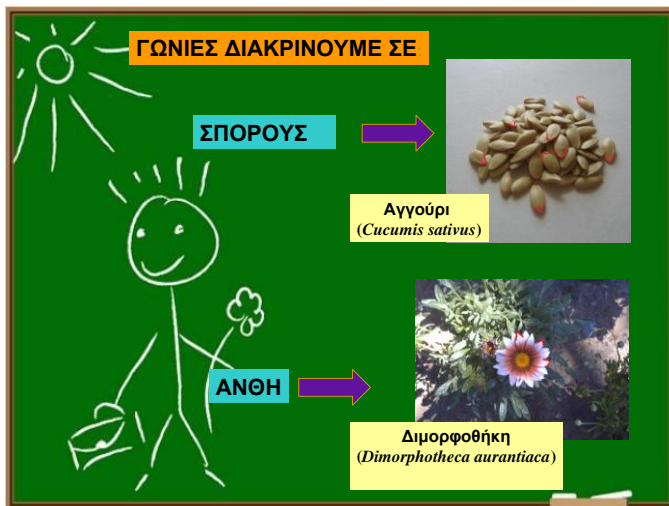 ΓΩΝΙΕΣ ΔΙΑΚΡΙΝΟΥΜΕ ΣΕ
ΣΠΟΡΟΥΣ
Αγγούρι
(Cucumis sativus)
ΑΝΘΗ
Διμορφοθήκη
(Dimorphotheca aurantiaca)